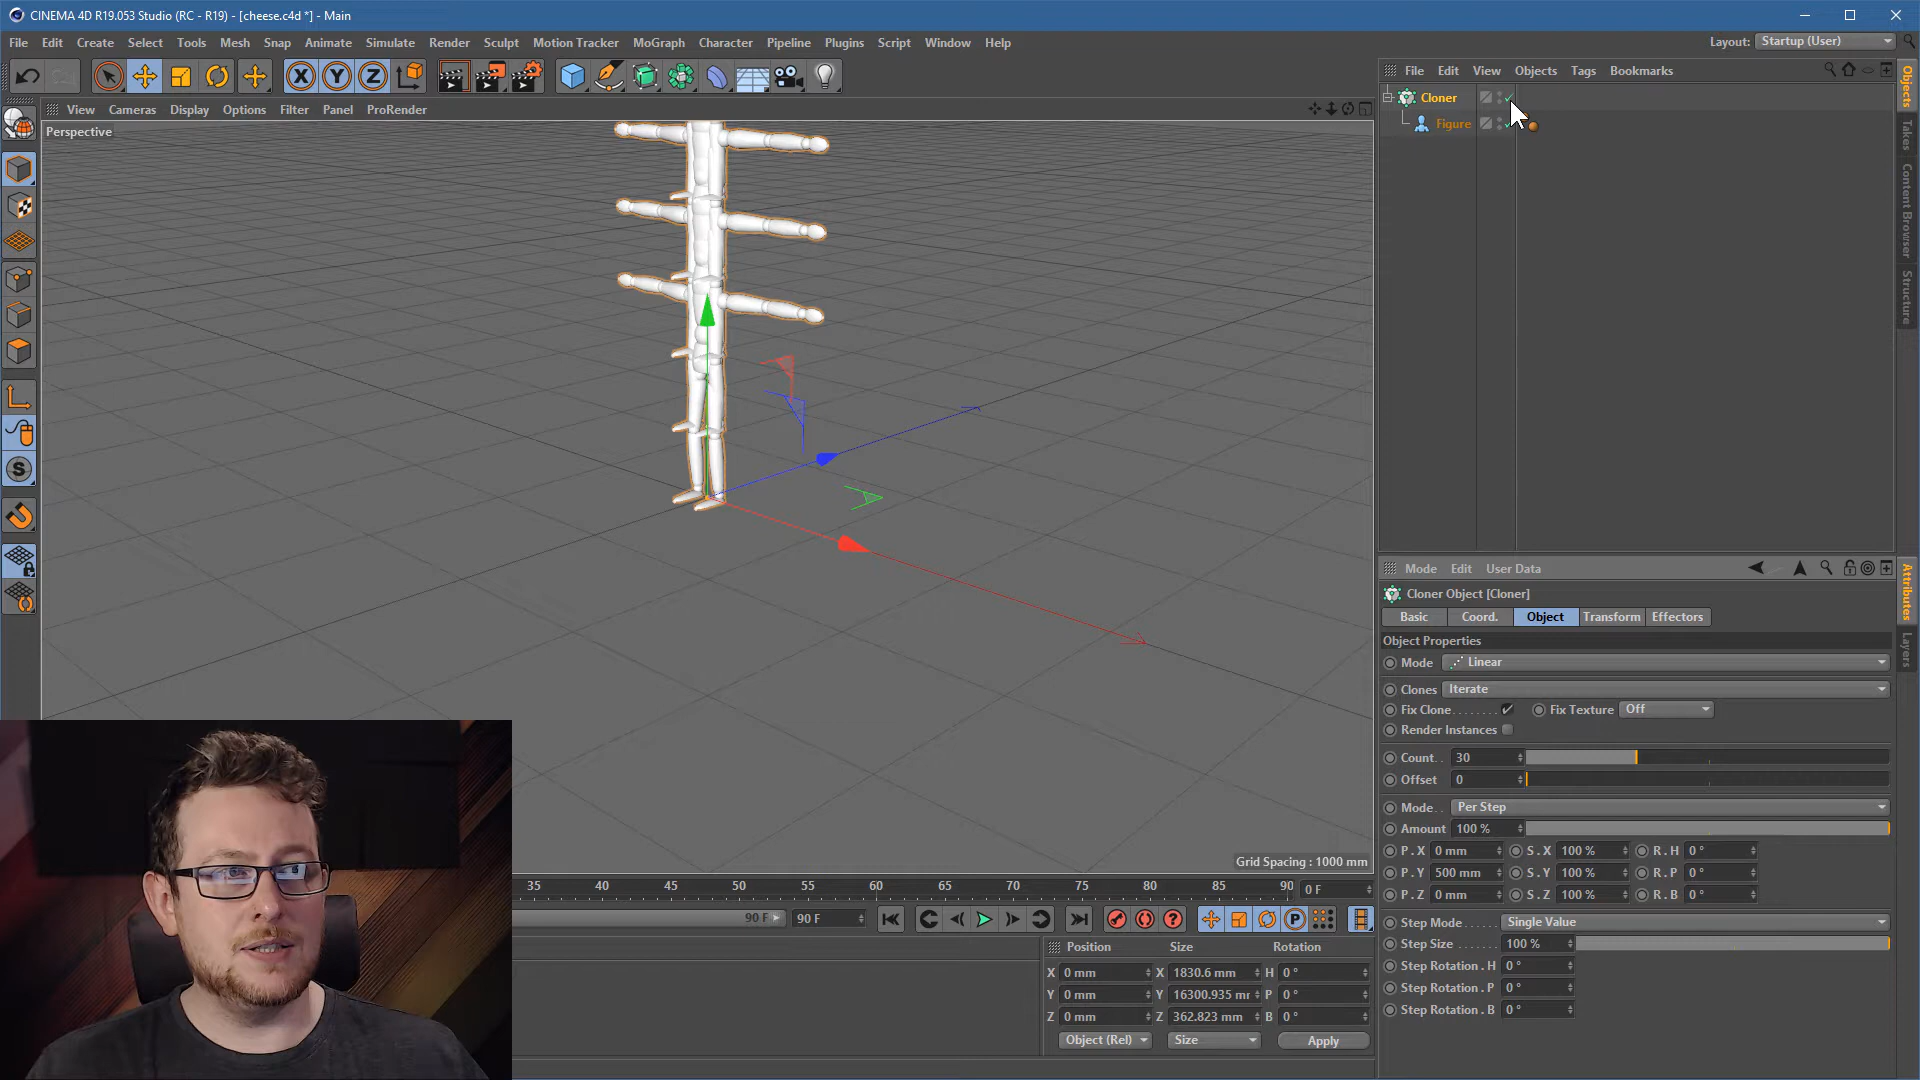 CINEMA 4D R19.053 Studio (RC - R19) - [cheese.c4d *] - Main
File Edit Create Select Tools Mesh Snap Animate Simulate Render Sculpt Motion Tracker MoGraph Character Pipeline Plugins Script Window Help
Layout: Startup (User)
X Y Z
File Edit View Objects Tags Bookmarks
View Cameras Display Options Filter Panel ProRender
Perspective
Cloner
Figure
Objects
Takes
Content Browser
Structure
Grid Spacing : 1000 mm
Mode Edit User Data
Cloner Object [Cloner]
Basic Coord. Object Transform Effectors
Object Properties
Mode Linear
Clones Iterate
Fix Clone Fix Texture Off
Render Instances
Count 30
Offset 0
Mode Per Step
Amount 100 %
P . X 0 mm S . X 100 % R . H 0 °
P . Y 500 mm S . Y 100 % R . P 0 °
P . Z 0 mm S . Z 100 % R . B 0 °
Step Mode Single Value
Step Size 100 %
Step Rotation . H 0 °
Step Rotation . P 0 °
Step Rotation . B 0 °
Attributes
Layers
35 40 45 50 55 60 65 70 75 80 85 90 0 F
90 F 90 F
Position Size Rotation
X 0 mm X 1830.6 mm H 0 °
Y 0 mm Y 16300.935 mr P 0 °
Z 0 mm Z 362.823 mm B 0 °
Object (Rel) Size Apply